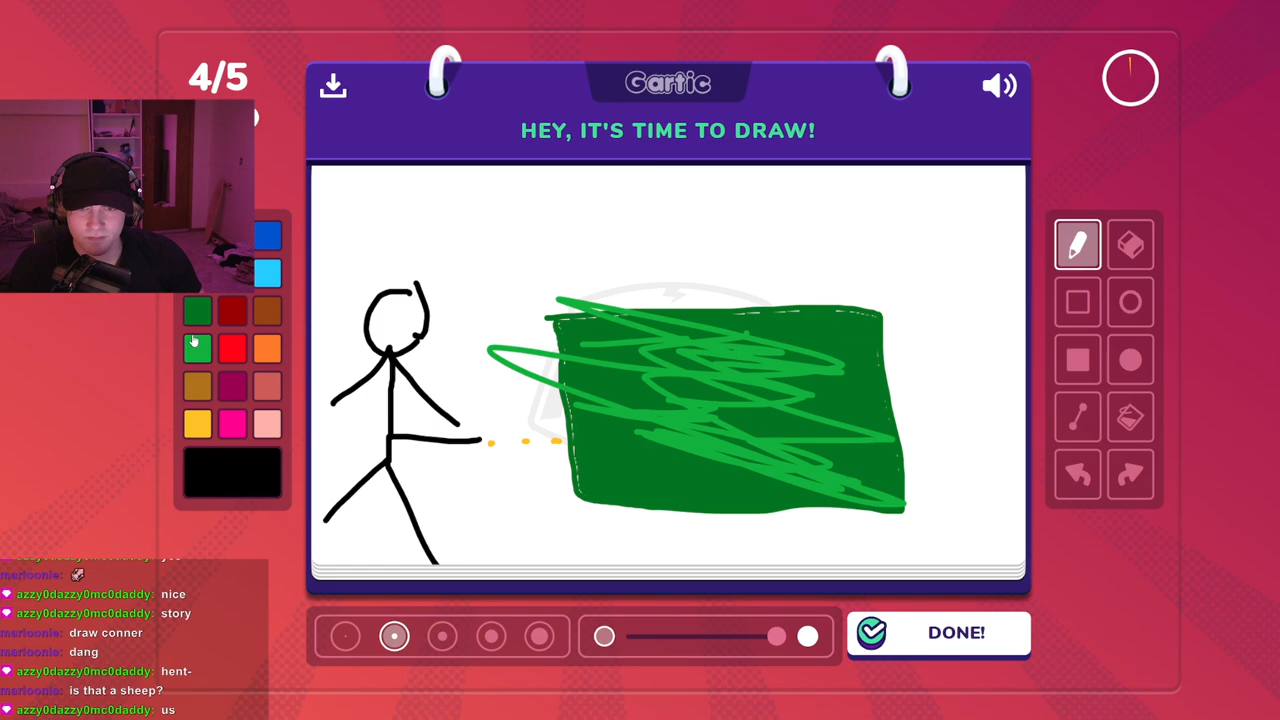 4/5
Gartic
HEY, IT'S TIME TO DRAW!
marloonie:
azzy0dazzy0mc0daddy: nice
azzy0dazzy0mc0daddy: story
marloonie: draw conner
marloonie: dang
azzy0dazzy0mc0daddy: hent-
marloonie: is that a sheep?
azzy0dazzy0mc0daddy: us
DONE!